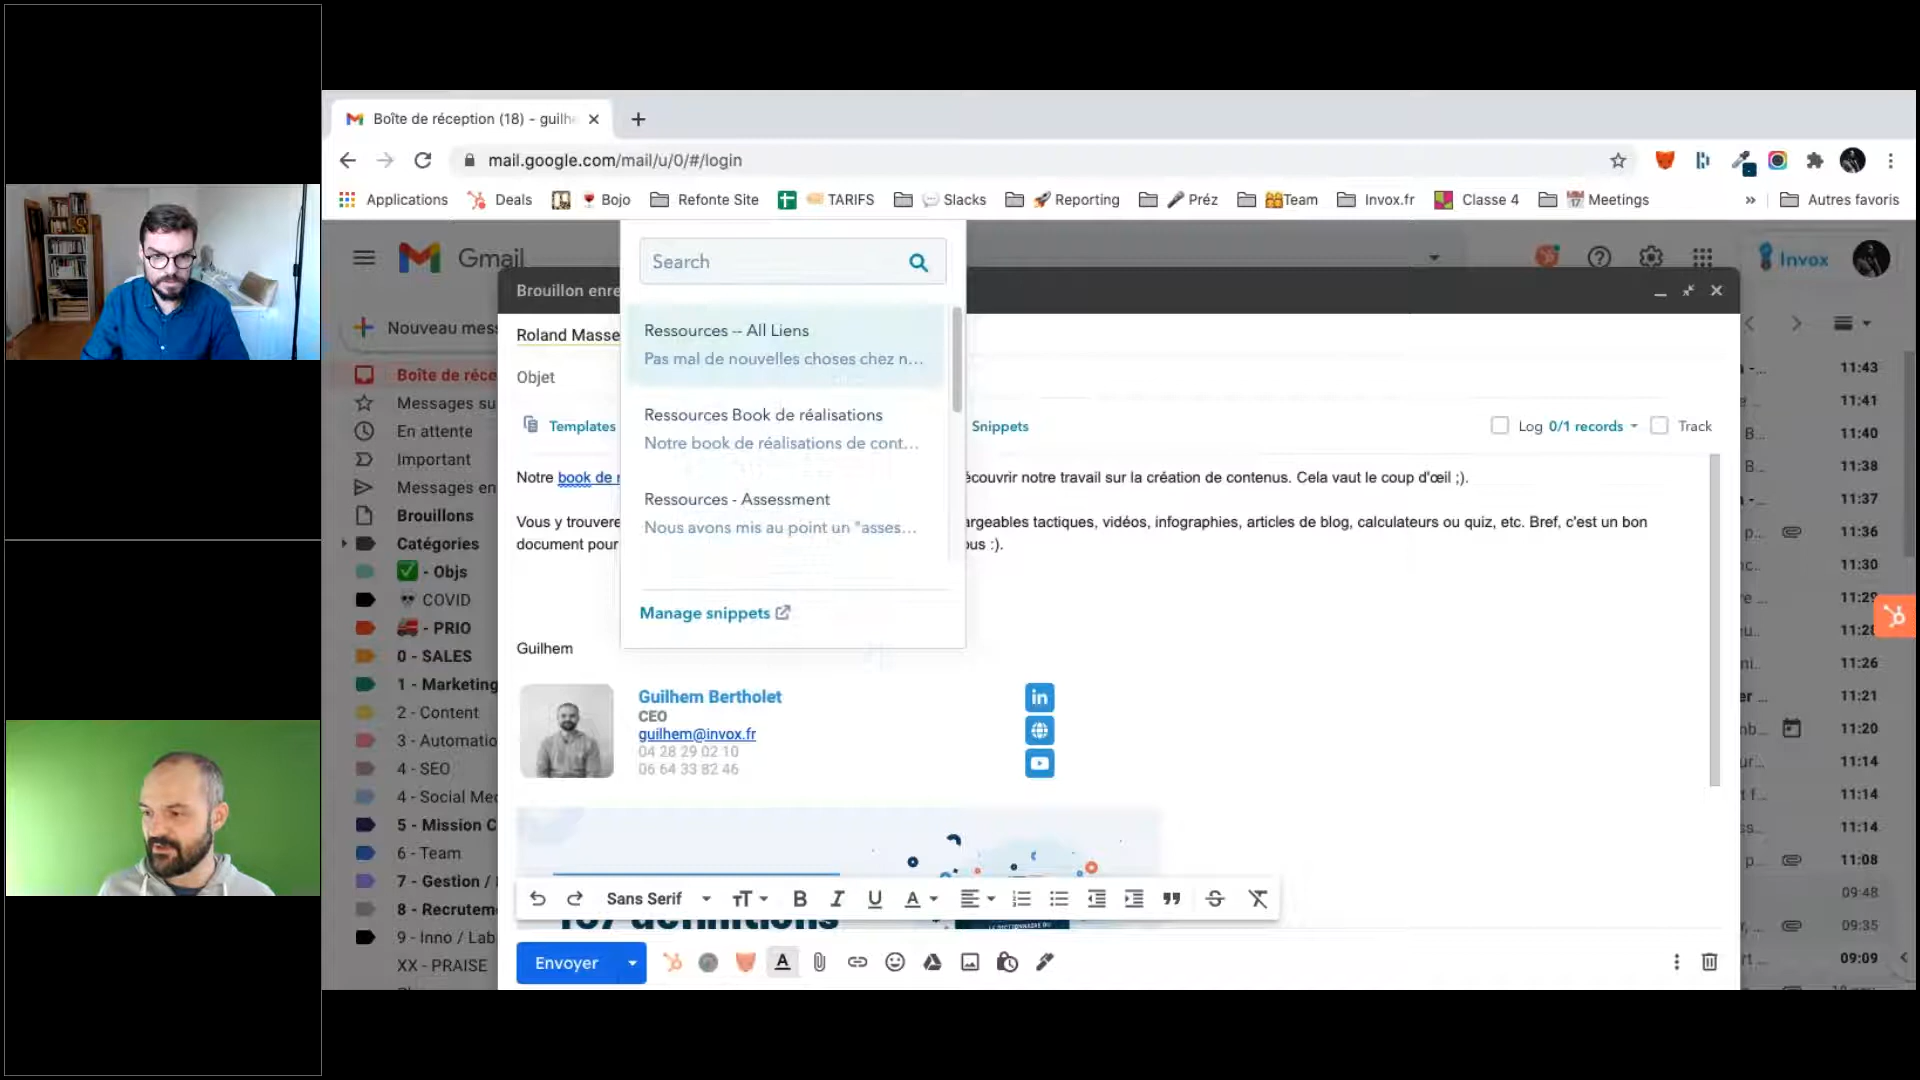 Boîte de réception (18) - guilhe
mail.google.com/mail/u/0/#/login
Applications Deals Bojo Refonte Site TARIFS Slacks Reporting Préz Team Invox.fr Classe 4 Meetings » Autres favoris
Gmail Search Invox
Brouillon enre
Nouveau mess
Roland Masse
Ressources -- All Liens
Pas mal de nouvelles choses chez n...
Objet
Ressources Book de réalisations
Notre book de réalisations de cont...
Templates Snippets Log 0/1 records Track
Notre book de r écouvrir notre travail sur la création de contenus. Cela vaut le coup d'œil ;).
Ressources - Assessment
Nous avons mis au point un "asses...
Vous y trouvere argeables tactiques, vidéos, infographies, articles de blog, calculateurs ou quiz, etc. Bref, c'est un bon
document pour ous :).
Manage snippets
Guilhem
Guilhem Bertholet
CEO
guilhem@invox.fr
04 28 29 02 10
06 64 33 82 46
in
Sans Serif
107 définitions
Envoyer
Boîte de réce
Messages su
En attente
Important
Messages en
Brouillons
Catégories
- Objs
COVID
- PRIO
0 - SALES
1 - Marketing
2 - Content
3 - Automatio
4 - SEO
4 - Social Med
5 - Mission C
6 - Team
7 - Gestion /
8 - Recrutem
9 - Inno / Lab
XX - PRAISE
11:43
11:41
11:40
11:38
11:37
11:36
11:30
11:29
11:28
11:26
11:21
11:20
11:14
11:14
11:14
11:08
09:48
09:35
09:09